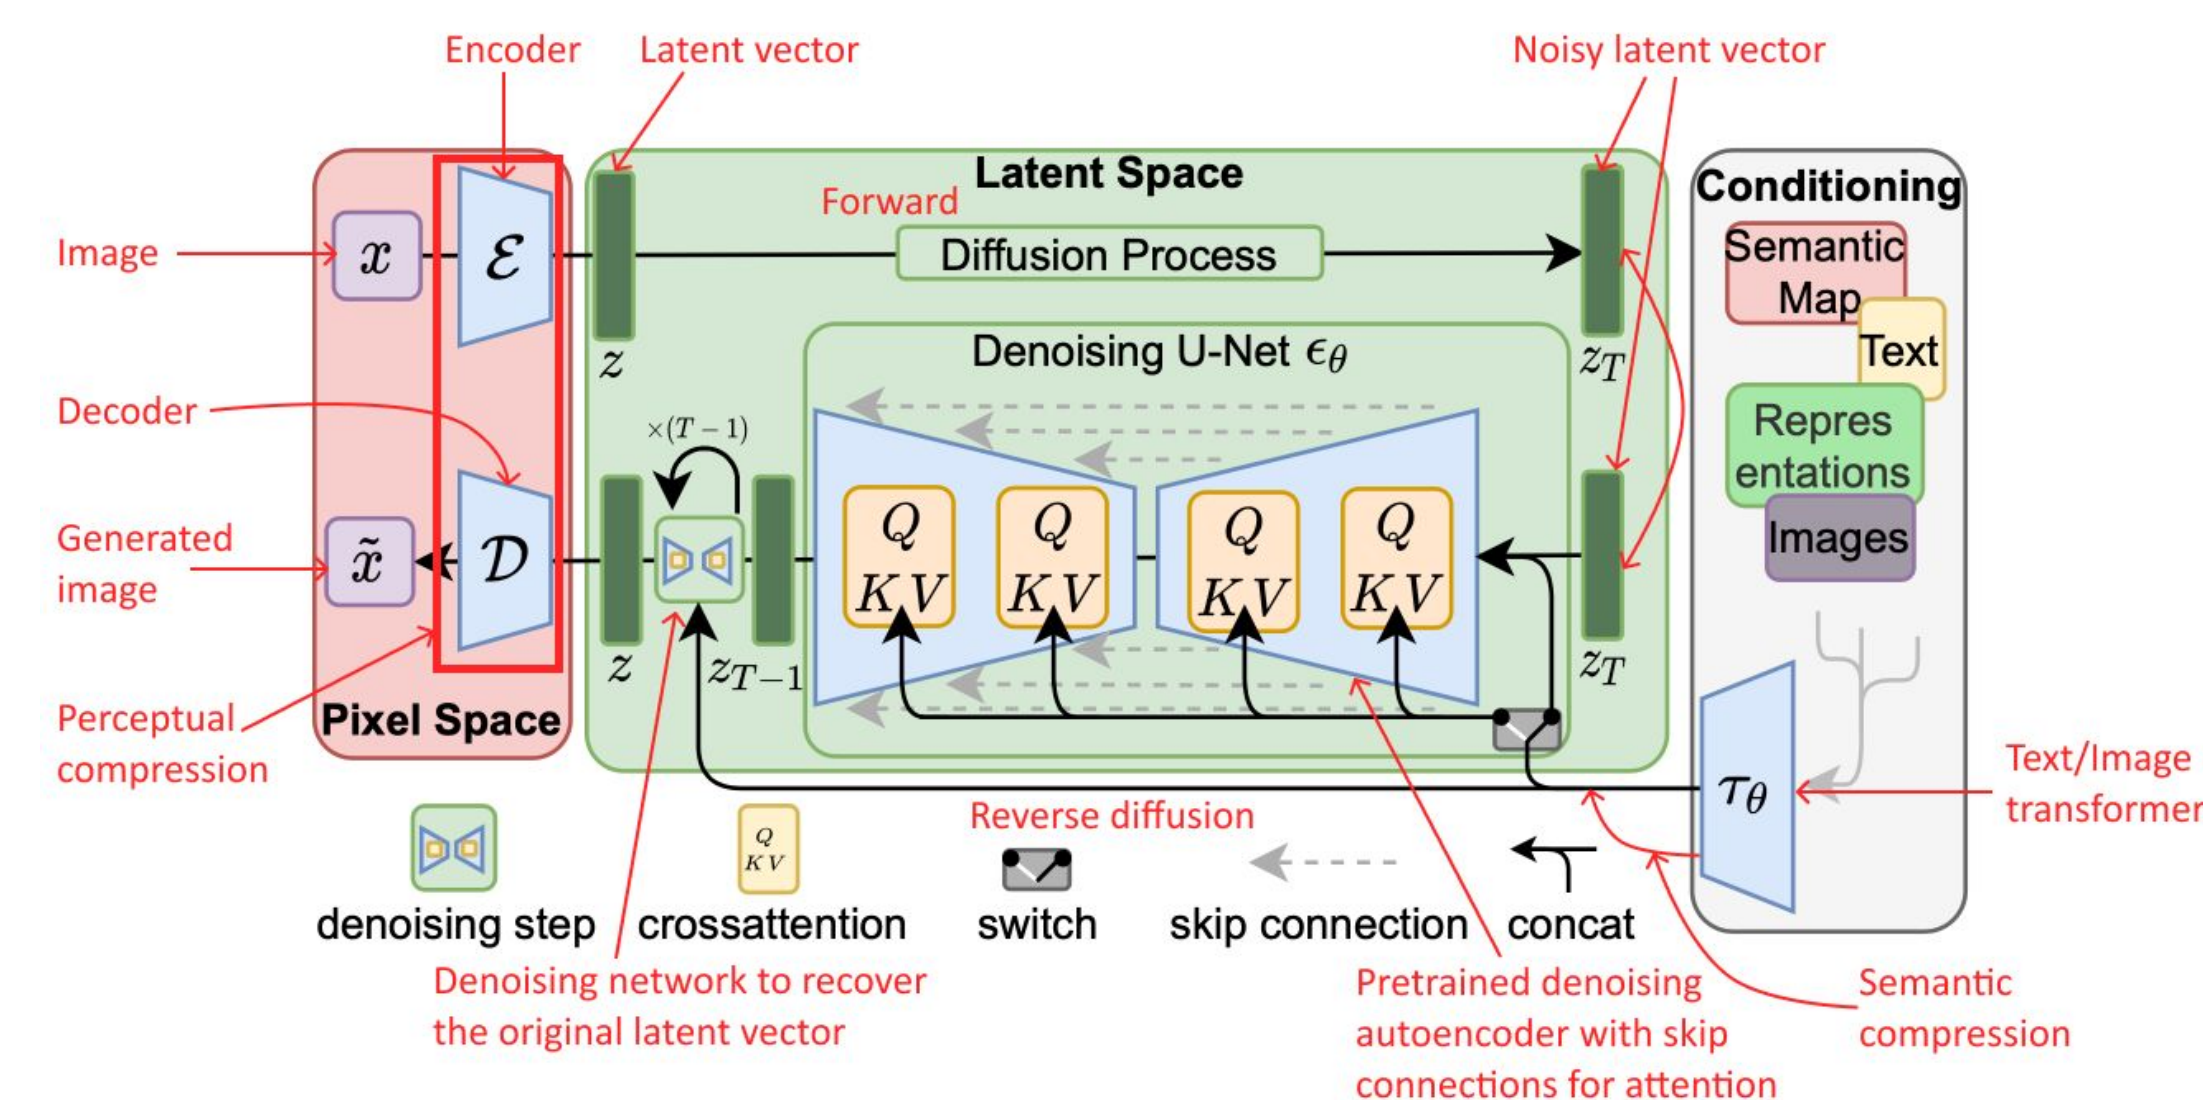 Encoder
Latent vector
Noisy latent vector
Latent Space
Forward
Conditioning
Image
x
ℰ
Diffusion Process
Semantic
Map
z
Denoising U-Net ϵ_θ
z_T
Text
Decoder
×(T − 1)
Repres
entations
Q
K V
Q
K V
Q
K V
Q
K V
Images
Generated
image
x̃
𝒟
z
z_{T−1}
z_T
Perceptual
compression
Pixel Space
Text/Image
transformer
τ_θ
Reverse diffusion
Q
K V
denoising step
crossattention
switch
skip connection
concat
Denoising network to recover
the original latent vector
Pretrained denoising
autoencoder with skip
connections for attention
Semantic
compression